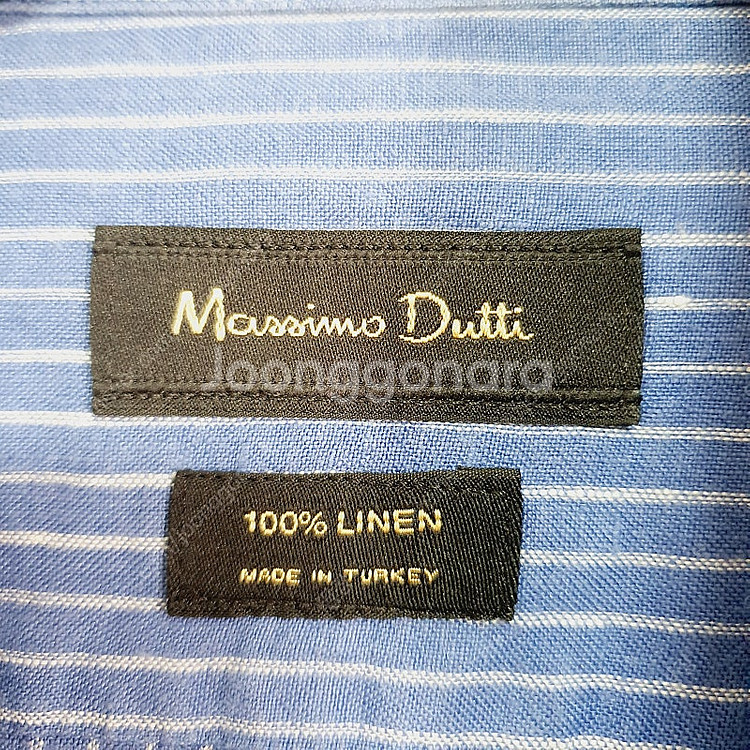 Massimo Dutti
Joonggonara
100% LINEN
MADE IN TURKEY